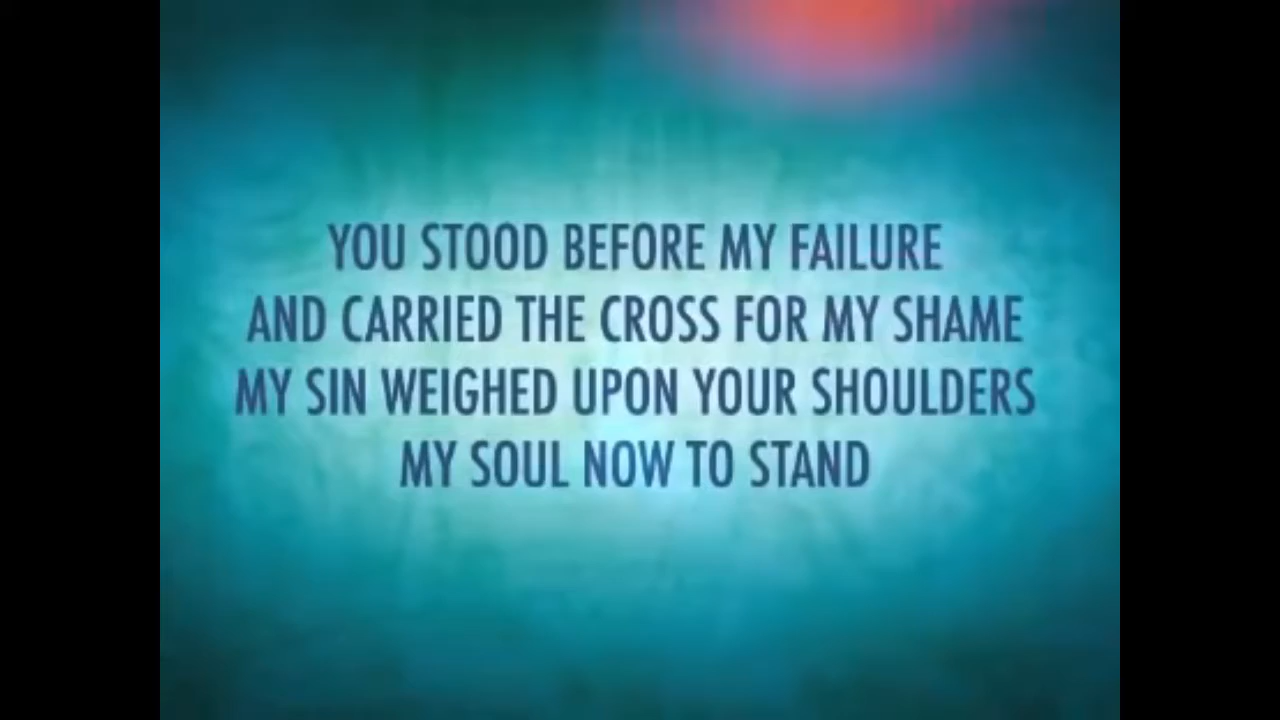 YOU STOOD BEFORE MY FAILURE
AND CARRIED THE CROSS FOR MY SHAME
MY SIN WEIGHED UPON YOUR SHOULDERS
MY SOUL NOW TO STAND